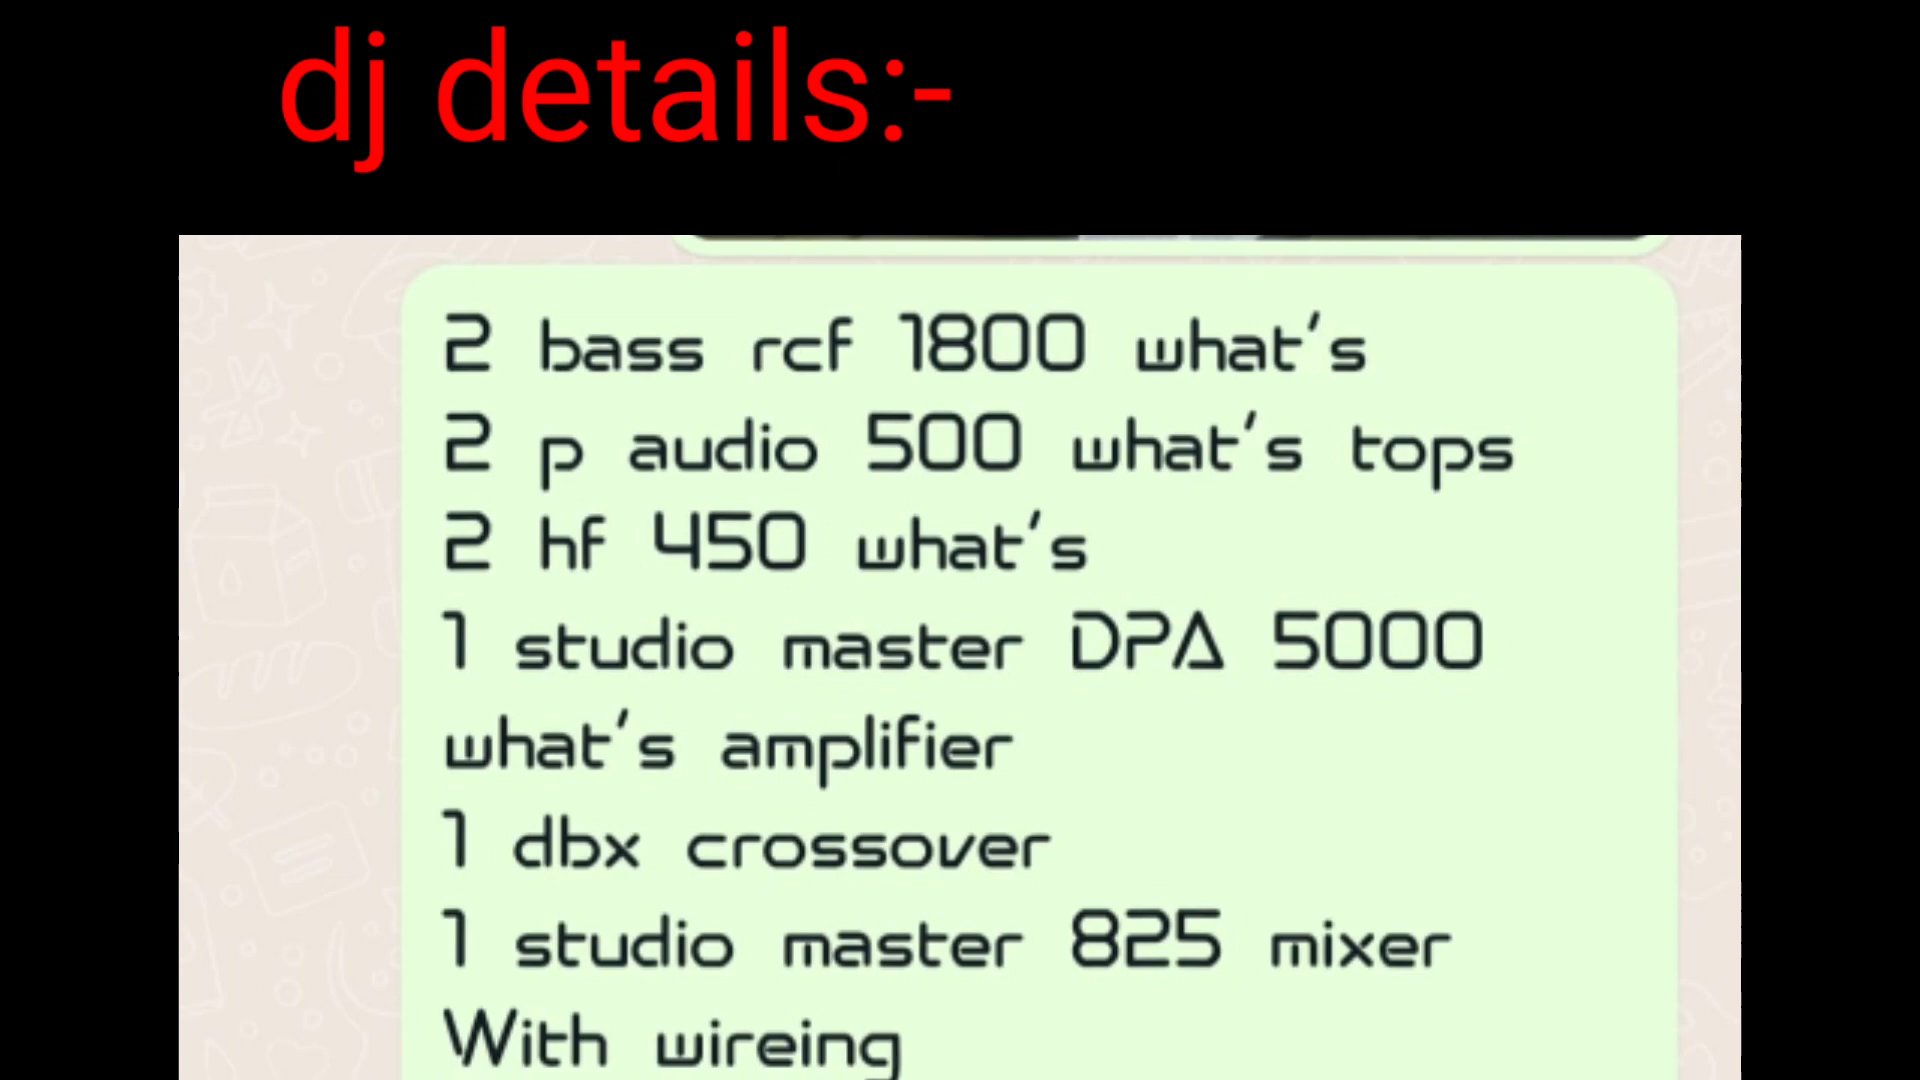 dj details:-
2 bass rcf 1800 what's
2 p audio 500 what's tops
2 hf 450 what's
1 studio master DPA 5000
what's amplifier
1 dbx crossover
1 studio master 825 mixer
With wireing